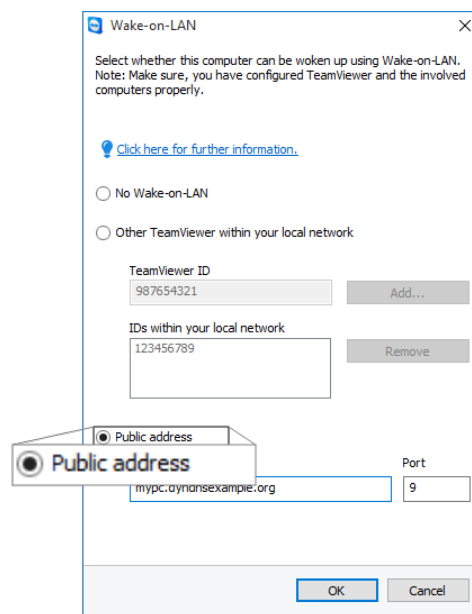 Wake-on-LAN
Select whether this computer can be woken up using Wake-on-LAN.
Note: Make sure, you have configured TeamViewer and the involved
computers properly.
Click here for further information.
No Wake-on-LAN
Other TeamViewer within your local network
TeamViewer ID
987654321
Add...
IDs within your local network
123456789
Remove
Public address
Public address
Port
mypc.dyndnsexample.org
9
OK
Cancel